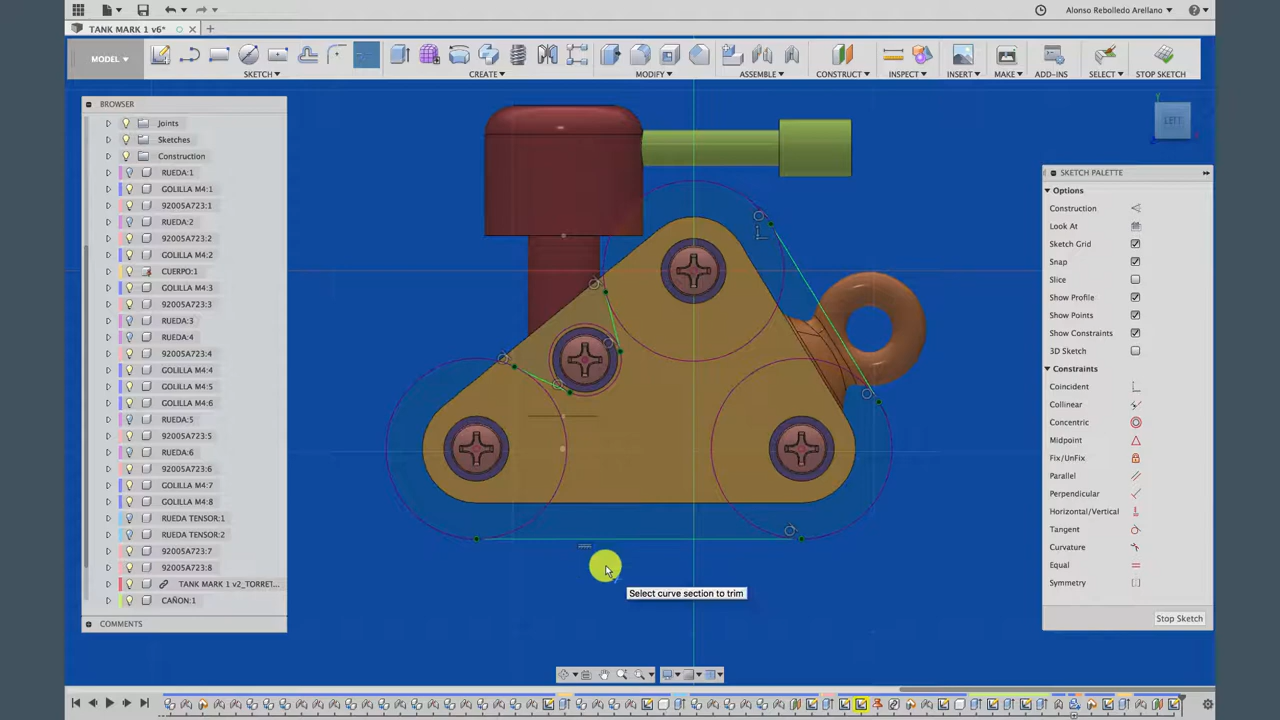 Alonso Rebolledo Arellano
TANK MARK 1 v6*
MODEL
SKETCH
CREATE
MODIFY
ASSEMBLE
CONSTRUCT
INSPECT
INSERT
MAKE
ADD-INS
SELECT
STOP SKETCH
BROWSER
Joints
Sketches
Construction
RUEDA:1
GOLILLA M4:1
92005A723:1
RUEDA:2
92005A723:2
GOLILLA M4:2
CUERPO:1
GOLILLA M4:3
92005A723:3
RUEDA:3
RUEDA:4
92005A723:4
GOLILLA M4:4
GOLILLA M4:5
GOLILLA M4:6
RUEDA:5
92005A723:5
RUEDA:6
92005A723:6
GOLILLA M4:7
GOLILLA M4:8
RUEDA TENSOR:1
RUEDA TENSOR:2
92005A723:7
92005A723:8
TANK MARK 1 v2_TORRET...
CAÑON:1
COMMENTS
LEFT
Select curve section to trim
SKETCH PALETTE
Options
Construction
Look At
Sketch Grid
Snap
Slice
Show Profile
Show Points
Show Constraints
3D Sketch
Constraints
Coincident
Collinear
Concentric
Midpoint
Fix/UnFix
Parallel
Perpendicular
Horizontal/Vertical
Tangent
Curvature
Equal
Symmetry
Stop Sketch